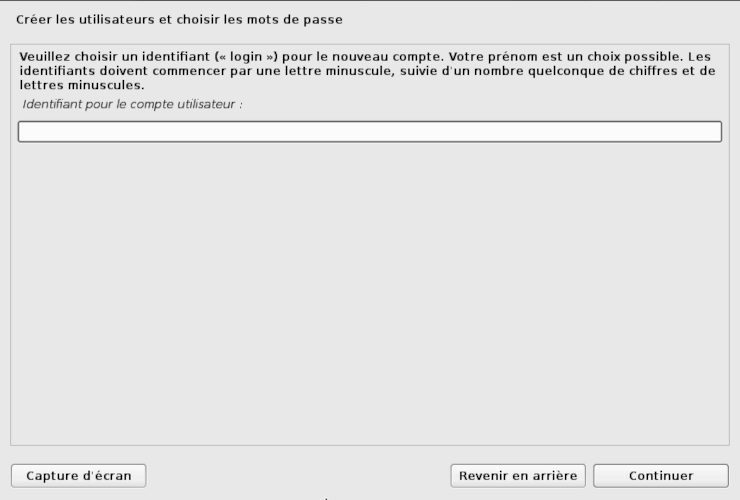 Créer les utilisateurs et choisir les mots de passe
Veuillez choisir un identifiant (« login ») pour le nouveau compte. Votre prénom est un choix possible. Les
identifiants doivent commencer par une lettre minuscule, suivie d'un nombre quelconque de chiffres et de
lettres minuscules.
Identifiant pour le compte utilisateur :
Capture d'écran
Revenir en arrière
Continuer